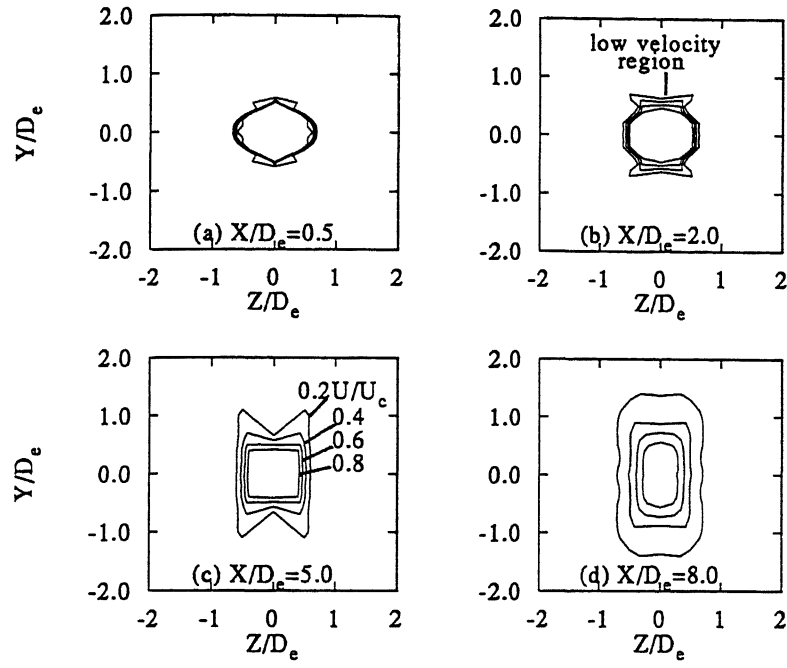 2.0
1.0
0.0
-1.0
-2.0
Y/De
(a) X/De=0.5
-2 -1 0 1 2
Z/De
2.0
1.0
0.0
-1.0
-2.0
low velocity
region
(b) X/De=2.0
-2 -1 0 1 2
Z/De
2.0
1.0
0.0
-1.0
-2.0
Y/De
0.2U/Uc
0.4
0.6
0.8
(c) X/De=5.0
-2 -1 0 1 2
Z/De
2.0
1.0
0.0
-1.0
-2.0
(d) X/De=8.0
-2 -1 0 1 2
Z/De